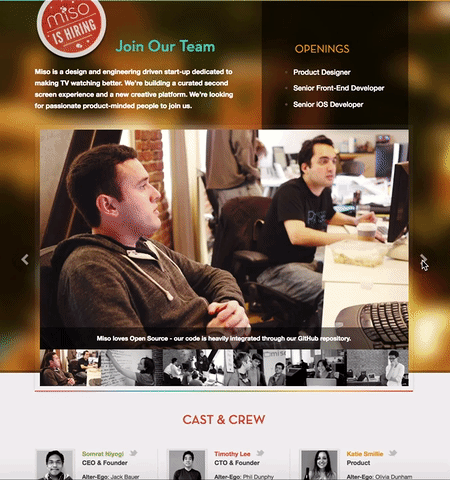 miso
IS HIRING
Join Our Team
Miso is a design and engineering driven start-up dedicated to
making TV watching better. We're building a curated second
screen experience and a new creative platform. We're looking
for passionate product-minded people to join us.
OPENINGS
Product Designer
Senior Front-End Developer
Senior iOS Developer
Miso loves Open Source - our code is heavily integrated through our GitHub repository.
miso
CAST & CREW
Somrat Niyogi
CEO & Founder
Alter-Ego: Jack Bauer
Timothy Lee
CTO & Founder
Alter-Ego: Phil Dunphy
Katie Smillie
Product
Alter-Ego: Olivia Dunham